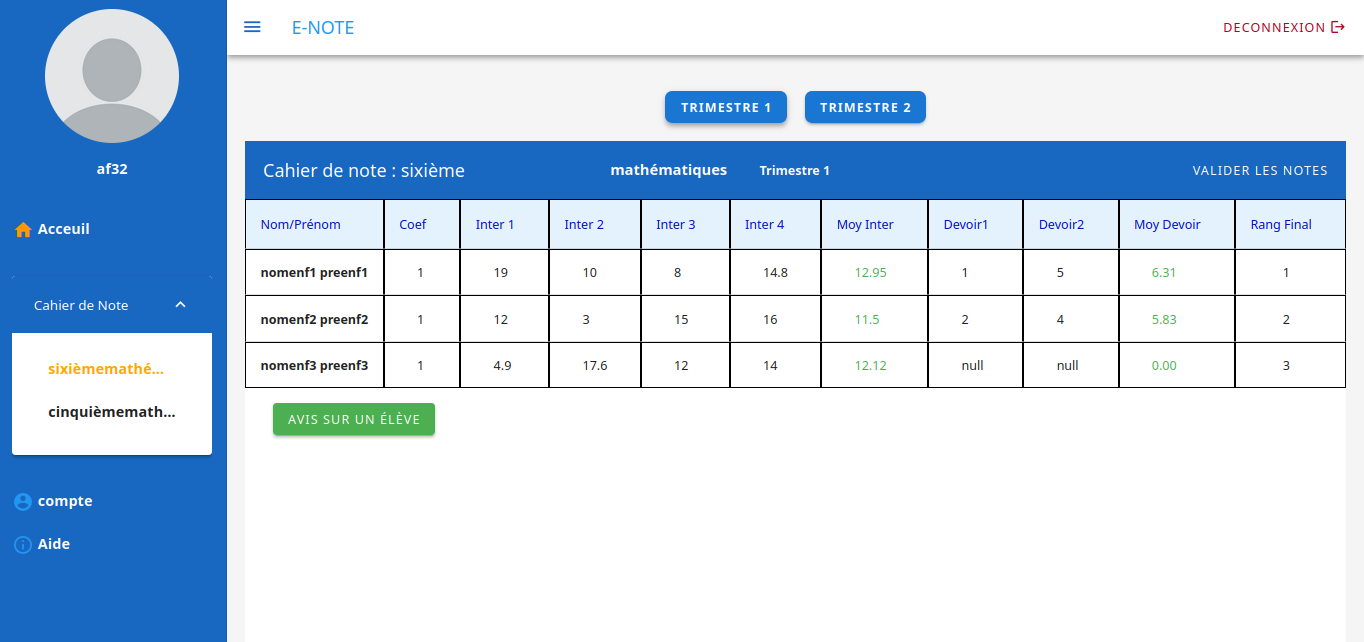 af32
Acceuil
Cahier de Note
sixièmemathé...
cinquièmemath...
compte
Aide
E-NOTE
DECONNEXION
TRIMESTRE 1 TRIMESTRE 2
Cahier de note : sixième mathématiques Trimestre 1 VALIDER LES NOTES
Nom/Prénom Coef Inter 1 Inter 2 Inter 3 Inter 4 Moy Inter Devoir1 Devoir2 Moy Devoir Rang Final
nomenf1 preenf1 1 19 10 8 14.8 12.95 1 5 6.31 1
nomenf2 preenf2 1 12 3 15 16 11.5 2 4 5.83 2
nomenf3 preenf3 1 4.9 17.6 12 14 12.12 null null 0.00 3
AVIS SUR UN ÉLÈVE